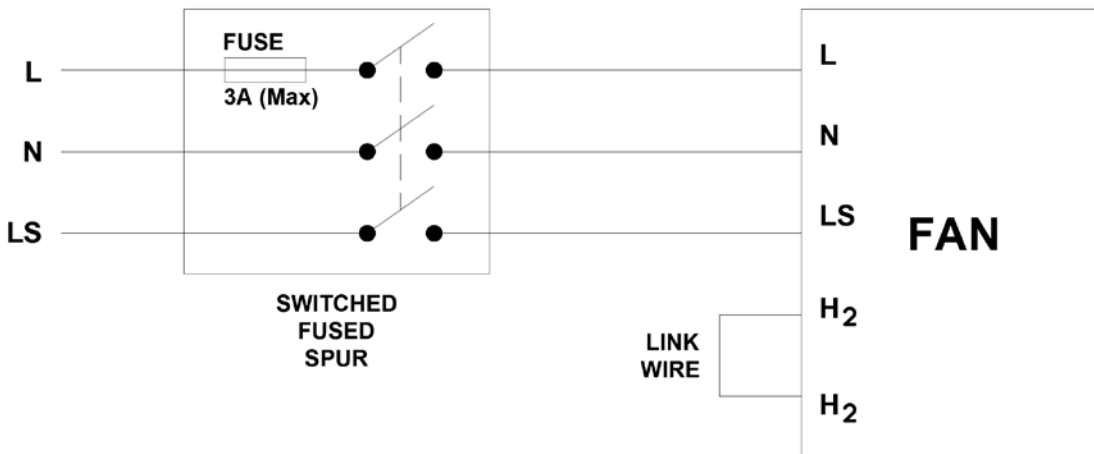 FUSE
L
3A (Max)
N
LS
SWITCHED
FUSED
SPUR
L
N
LS
FAN
H2
LINK
WIRE
H2